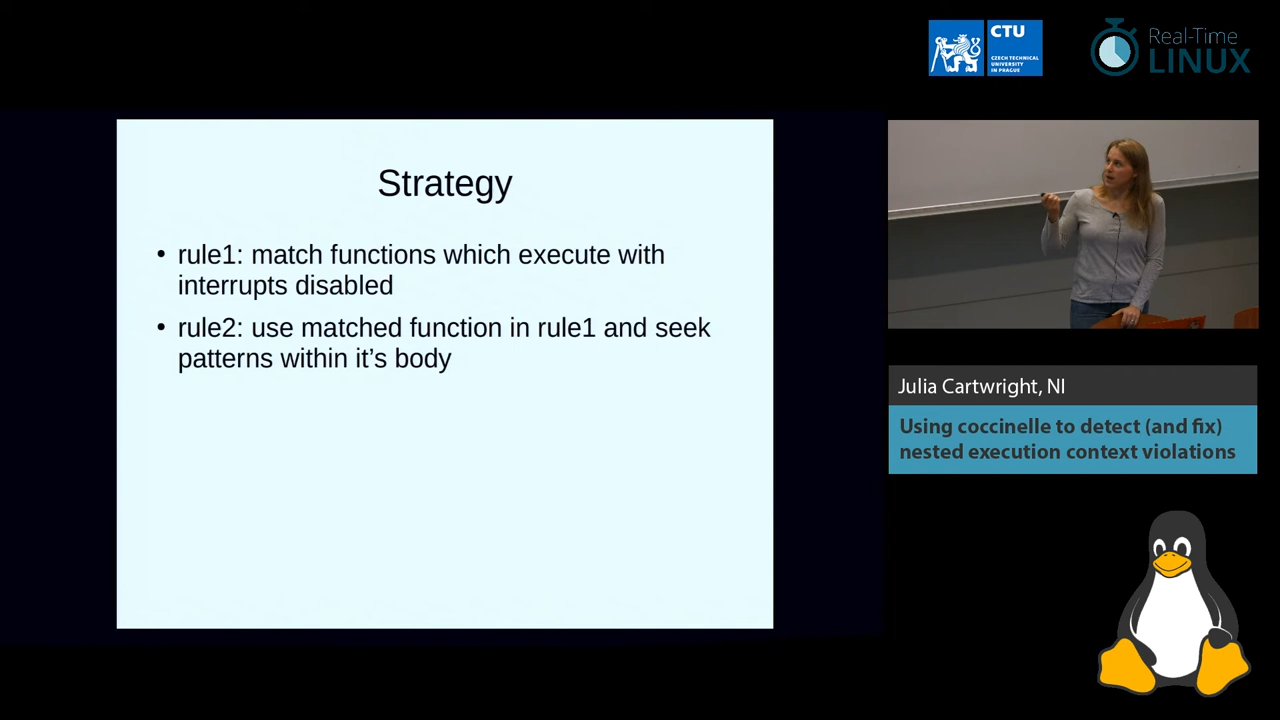 CTU
CZECH TECHNICAL
UNIVERSITY
IN PRAGUE
Real-Time
LINUX
Strategy
• rule1: match functions which execute with
interrupts disabled
• rule2: use matched function in rule1 and seek
patterns within it’s body
Julia Cartwright, NI
Using coccinelle to detect (and fix)
nested execution context violations